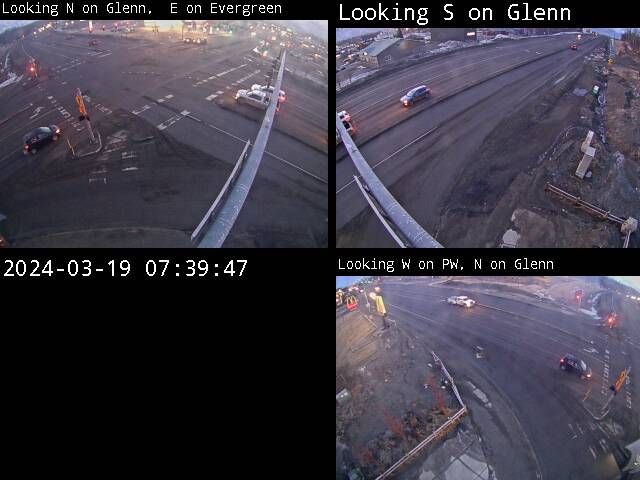 Looking N on Glenn, E on Evergreen
Looking S on Glenn
2024-03-19 07:39:47
Looking W on PW, N on Glenn